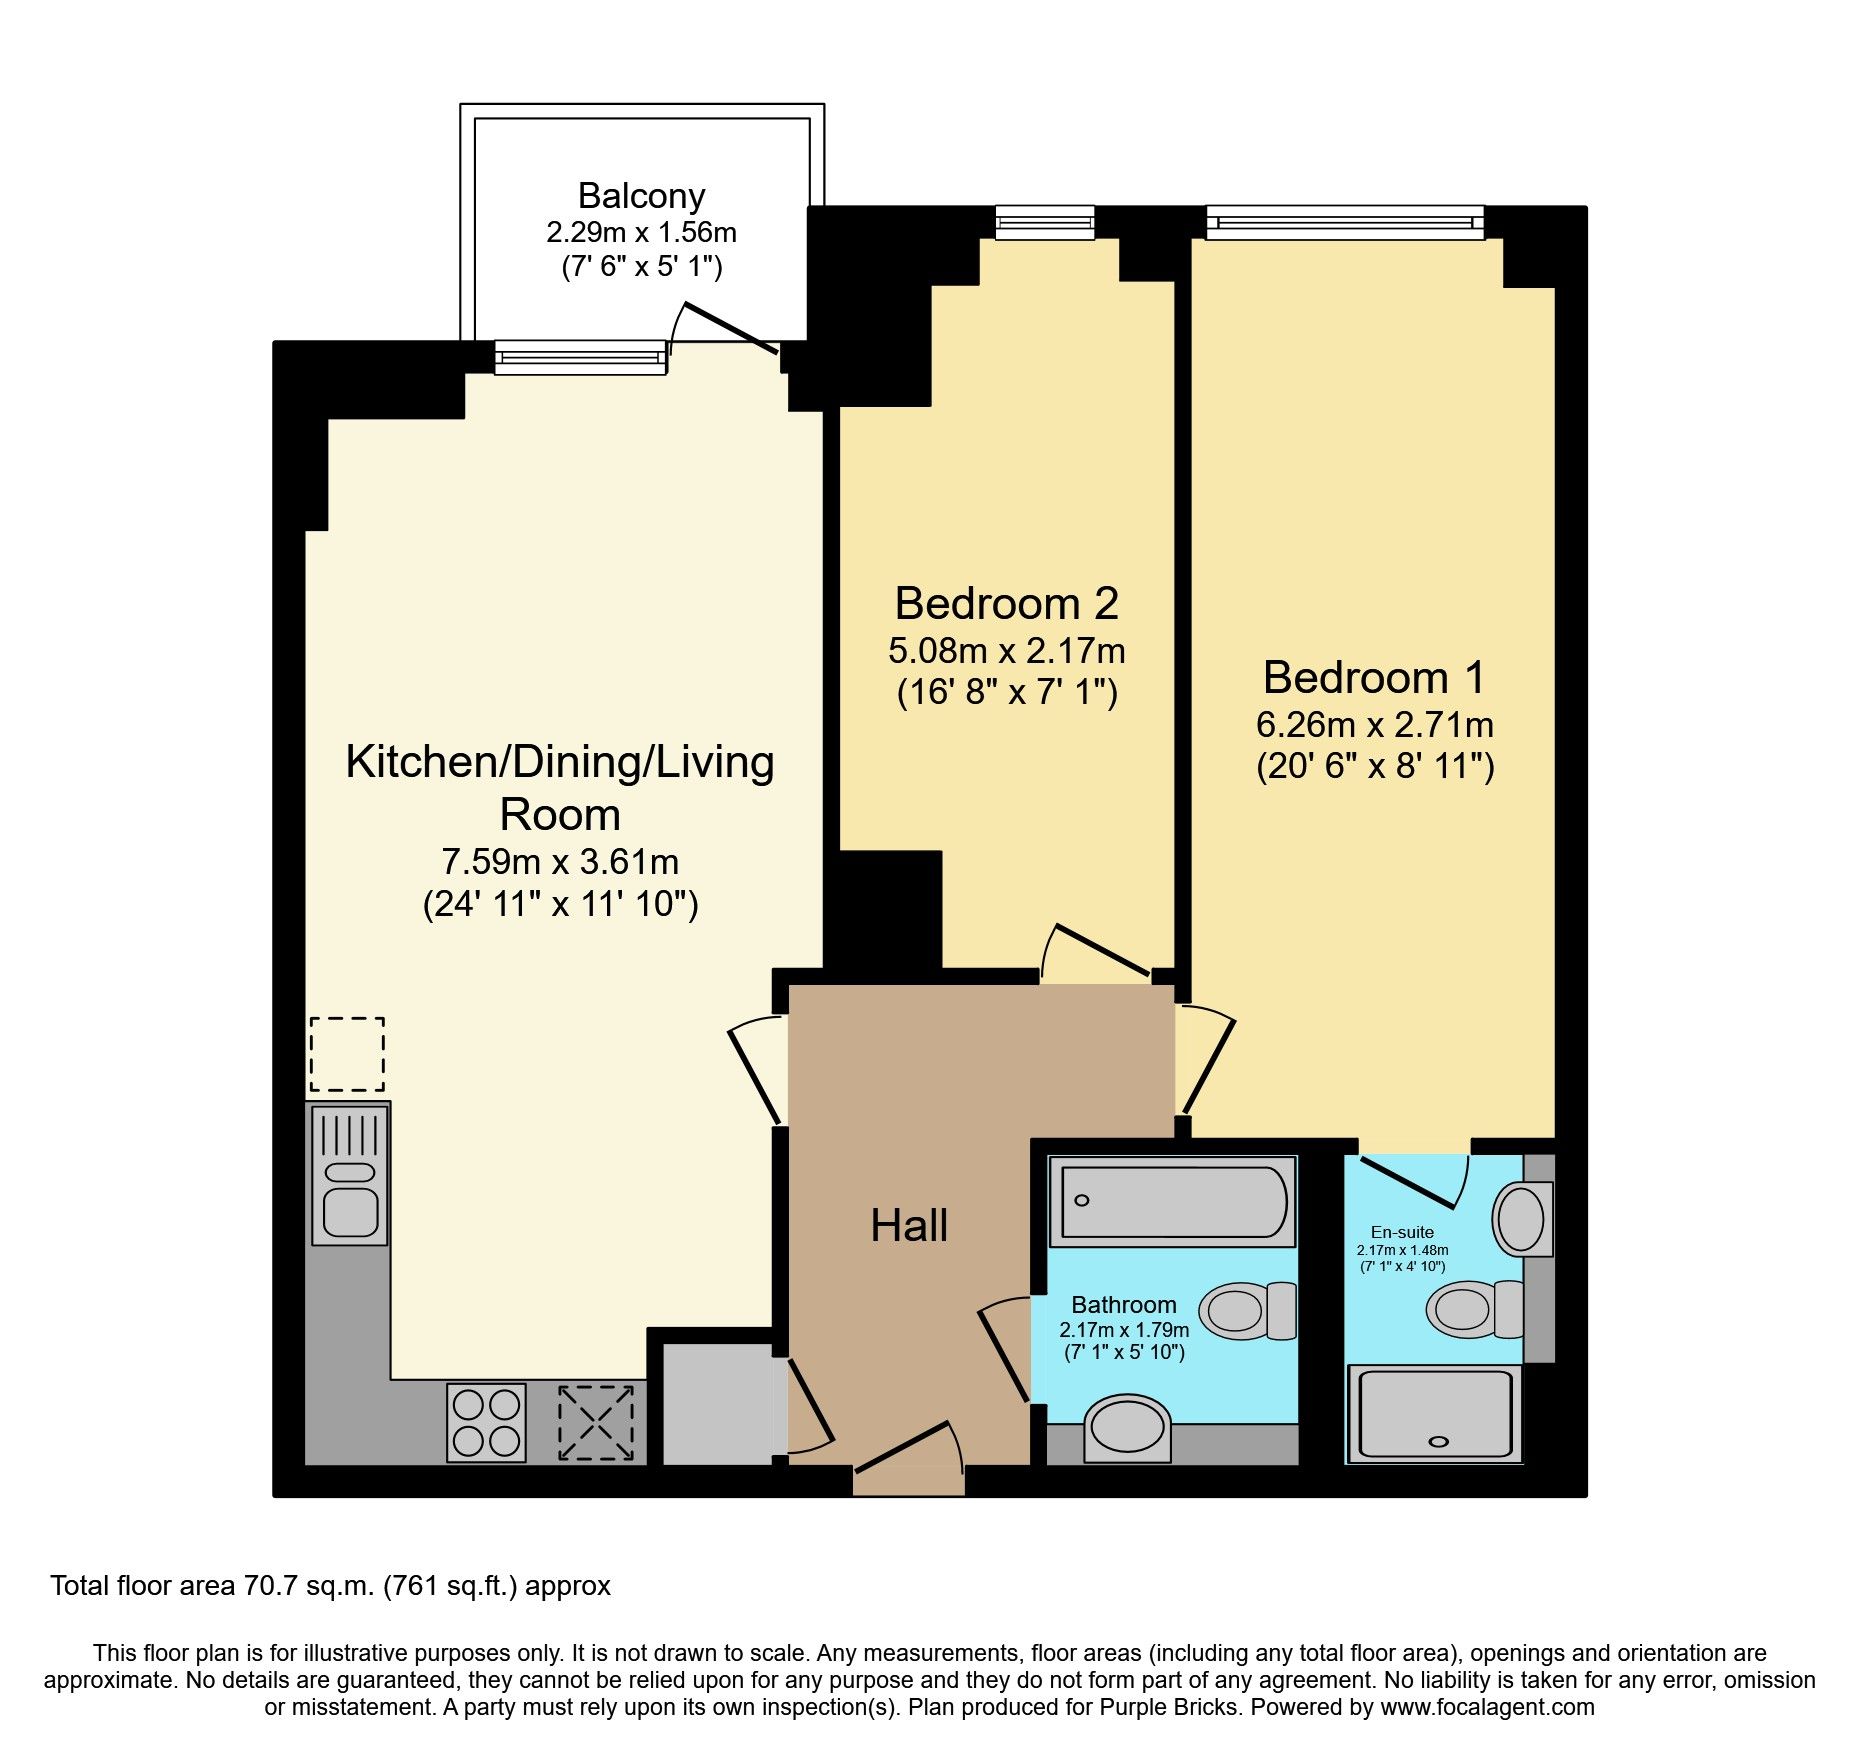 Balcony
2.29m x 1.56m
(7' 6" x 5' 1")
Bedroom 2
5.08m x 2.17m
(16' 8" x 7' 1")
Bedroom 1
6.26m x 2.71m
(20' 6" x 8' 11")
Kitchen/Dining/Living
Room
7.59m x 3.61m
(24' 11" x 11' 10")
Hall
En-suite
2.17m x 1.48m
(7' 1" x 4' 10")
Bathroom
2.17m x 1.79m
(7' 1" x 5' 10")
Total floor area 70.7 sq.m. (761 sq.ft.) approx
This floor plan is for illustrative purposes only. It is not drawn to scale. Any measurements, floor areas (including any total floor area), openings and orientation are
approximate. No details are guaranteed, they cannot be relied upon for any purpose and they do not form part of any agreement. No liability is taken for any error, omission
or misstatement. A party must rely upon its own inspection(s). Plan produced for Purple Bricks. Powered by www.focalagent.com